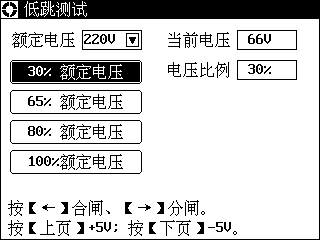 低跳测试
额定电压 220V 当前电压 66V
30% 额定电压 电压比例 30%
65% 额定电压
80% 额定电压
100%额定电压
按【←】合闸、【→】分闸。
按【上页】+5V; 按【下页】-5V。